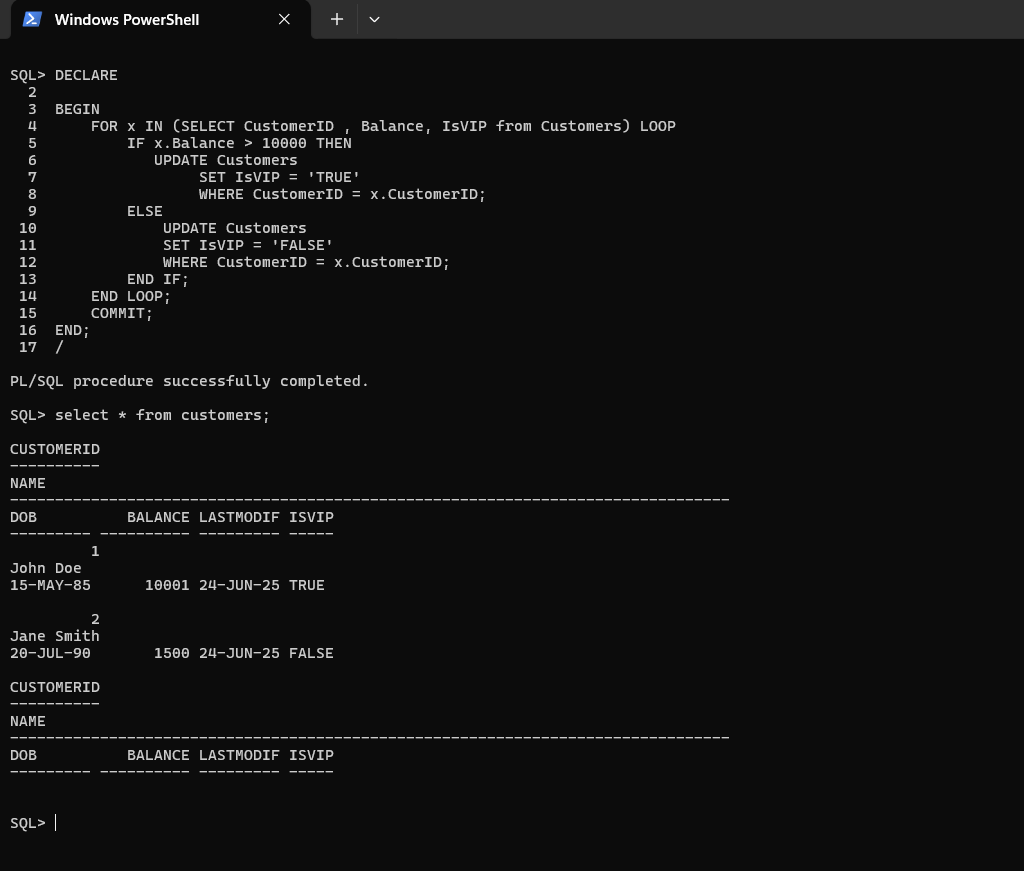 Windows PowerShell
SQL> DECLARE
  2
  3  BEGIN
  4      FOR x IN (SELECT CustomerID , Balance, IsVIP from Customers) LOOP
  5          IF x.Balance > 10000 THEN
  6             UPDATE Customers
  7                  SET IsVIP = 'TRUE'
  8                  WHERE CustomerID = x.CustomerID;
  9          ELSE
 10              UPDATE Customers
 11              SET IsVIP = 'FALSE'
 12              WHERE CustomerID = x.CustomerID;
 13          END IF;
 14      END LOOP;
 15      COMMIT;
 16  END;
 17  /
PL/SQL procedure successfully completed.
SQL> select * from customers;
CUSTOMERID
----------
NAME
--------------------------------------------------------------------------------
DOB          BALANCE LASTMODIF ISVIP
--------- ---------- --------- -----
         1
John Doe
15-MAY-85      10001 24-JUN-25 TRUE
         2
Jane Smith
20-JUL-90       1500 24-JUN-25 FALSE
CUSTOMERID
----------
NAME
--------------------------------------------------------------------------------
DOB          BALANCE LASTMODIF ISVIP
--------- ---------- --------- -----
SQL>